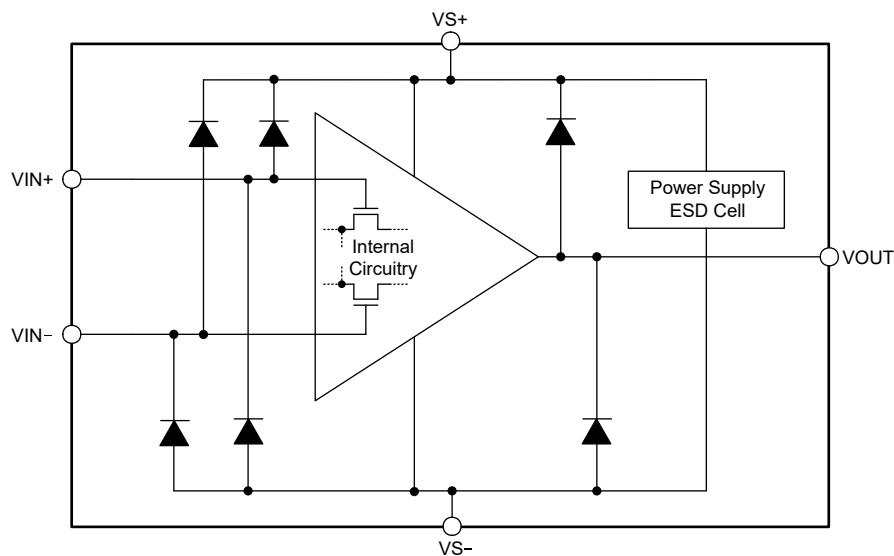 VS+
VIN+
Power Supply
ESD Cell
Internal
Circuitry
VOUT
VIN−
VS−